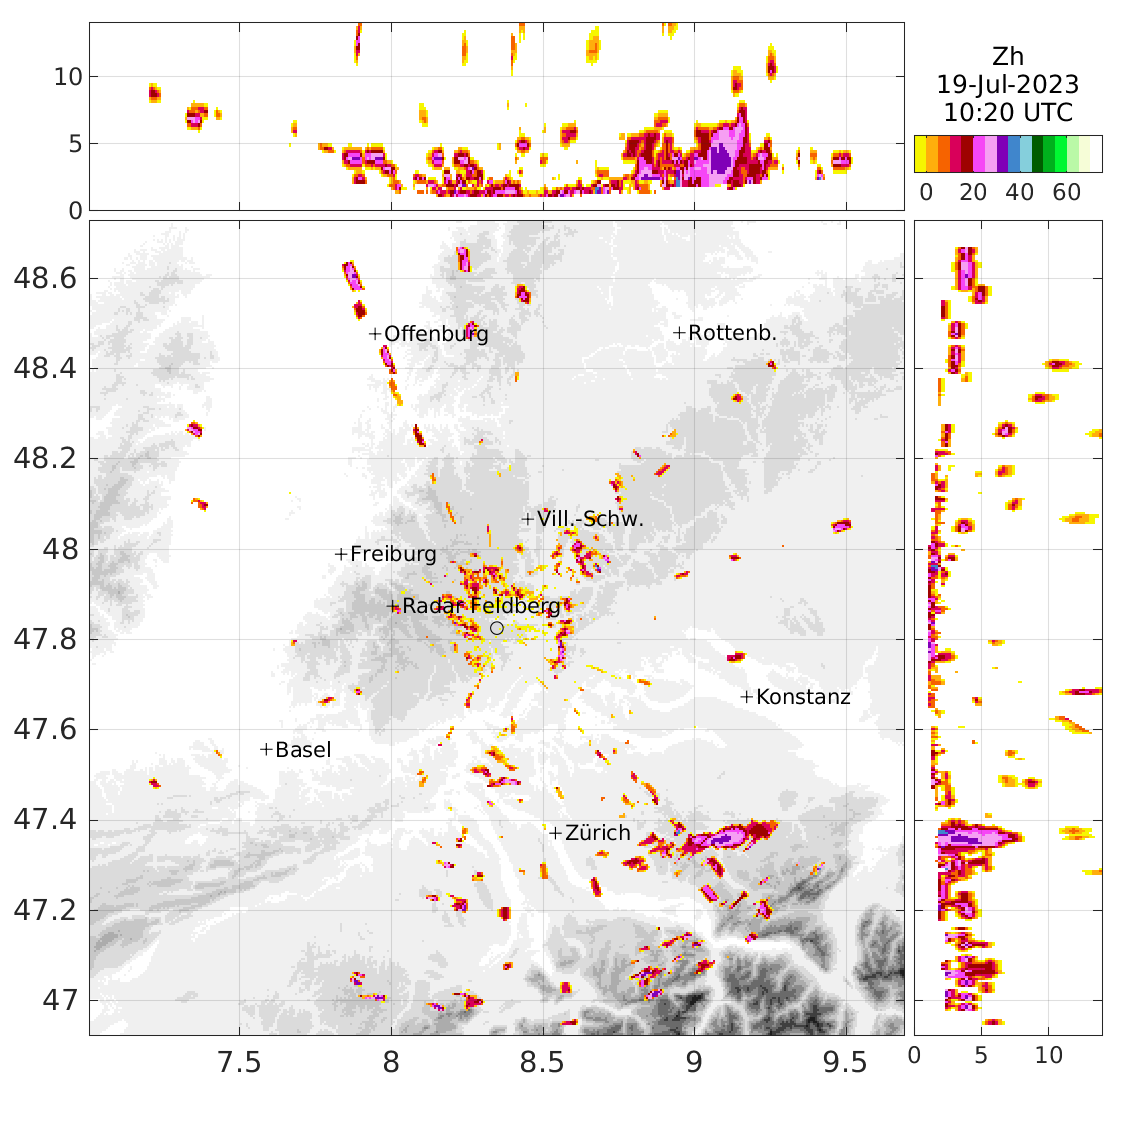 10
5
0
Zh
19-Jul-2023
10:20 UTC
0 20 40 60
48.6
48.4
48.2
48
47.8
47.6
47.4
47.2
47
+Offenburg
+Rottenb.
+Vill.-Schw.
+Freiburg
+Radar Feldberg
+Konstanz
+Basel
+Zürich
7.5 8 8.5 9 9.5
0 5 10